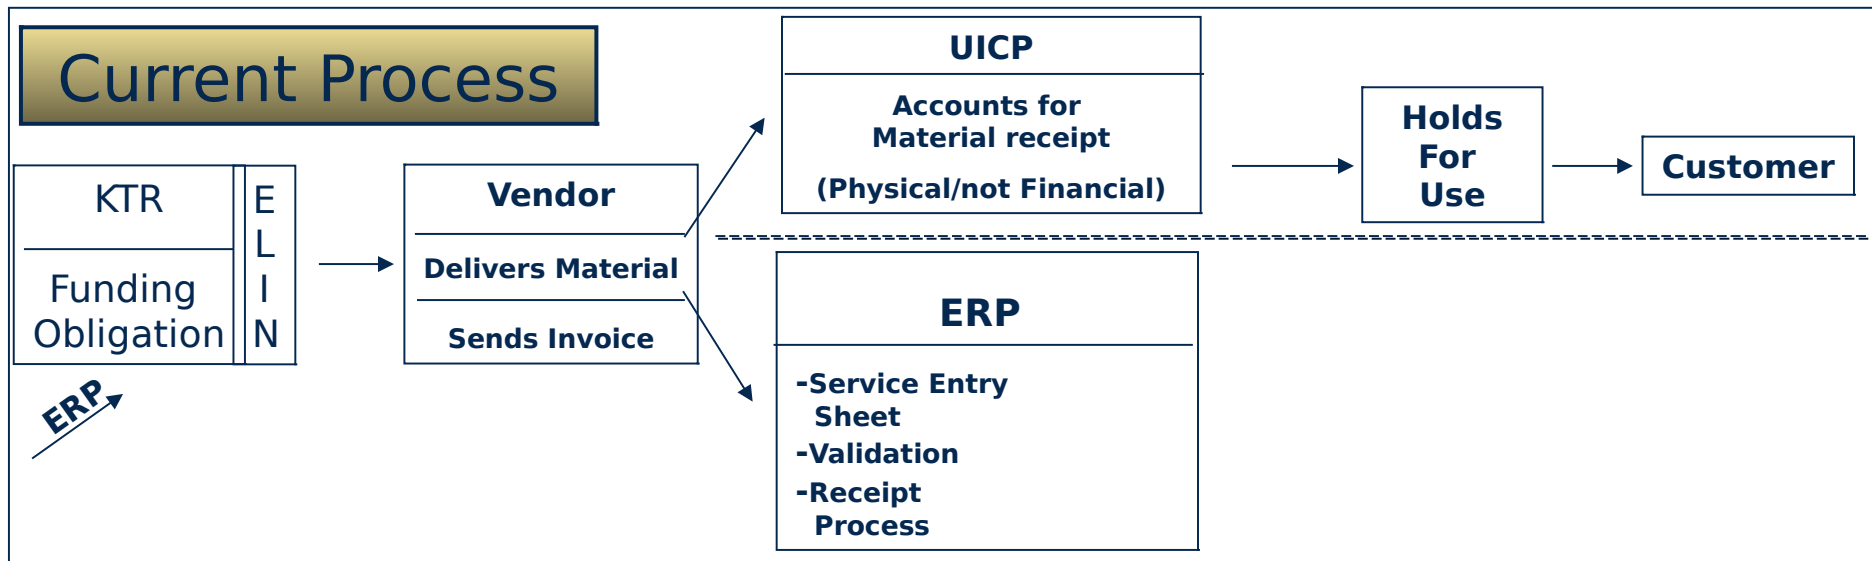 Current Process
KTR
Funding
Obligation
E
L
I
N
ERP
Vendor
Delivers Material
Sends Invoice
UICP
Accounts for
Material receipt
(Physical/not Financial)
Holds
For
Use
Customer
ERP
-Service Entry
Sheet
-Validation
-Receipt
Process